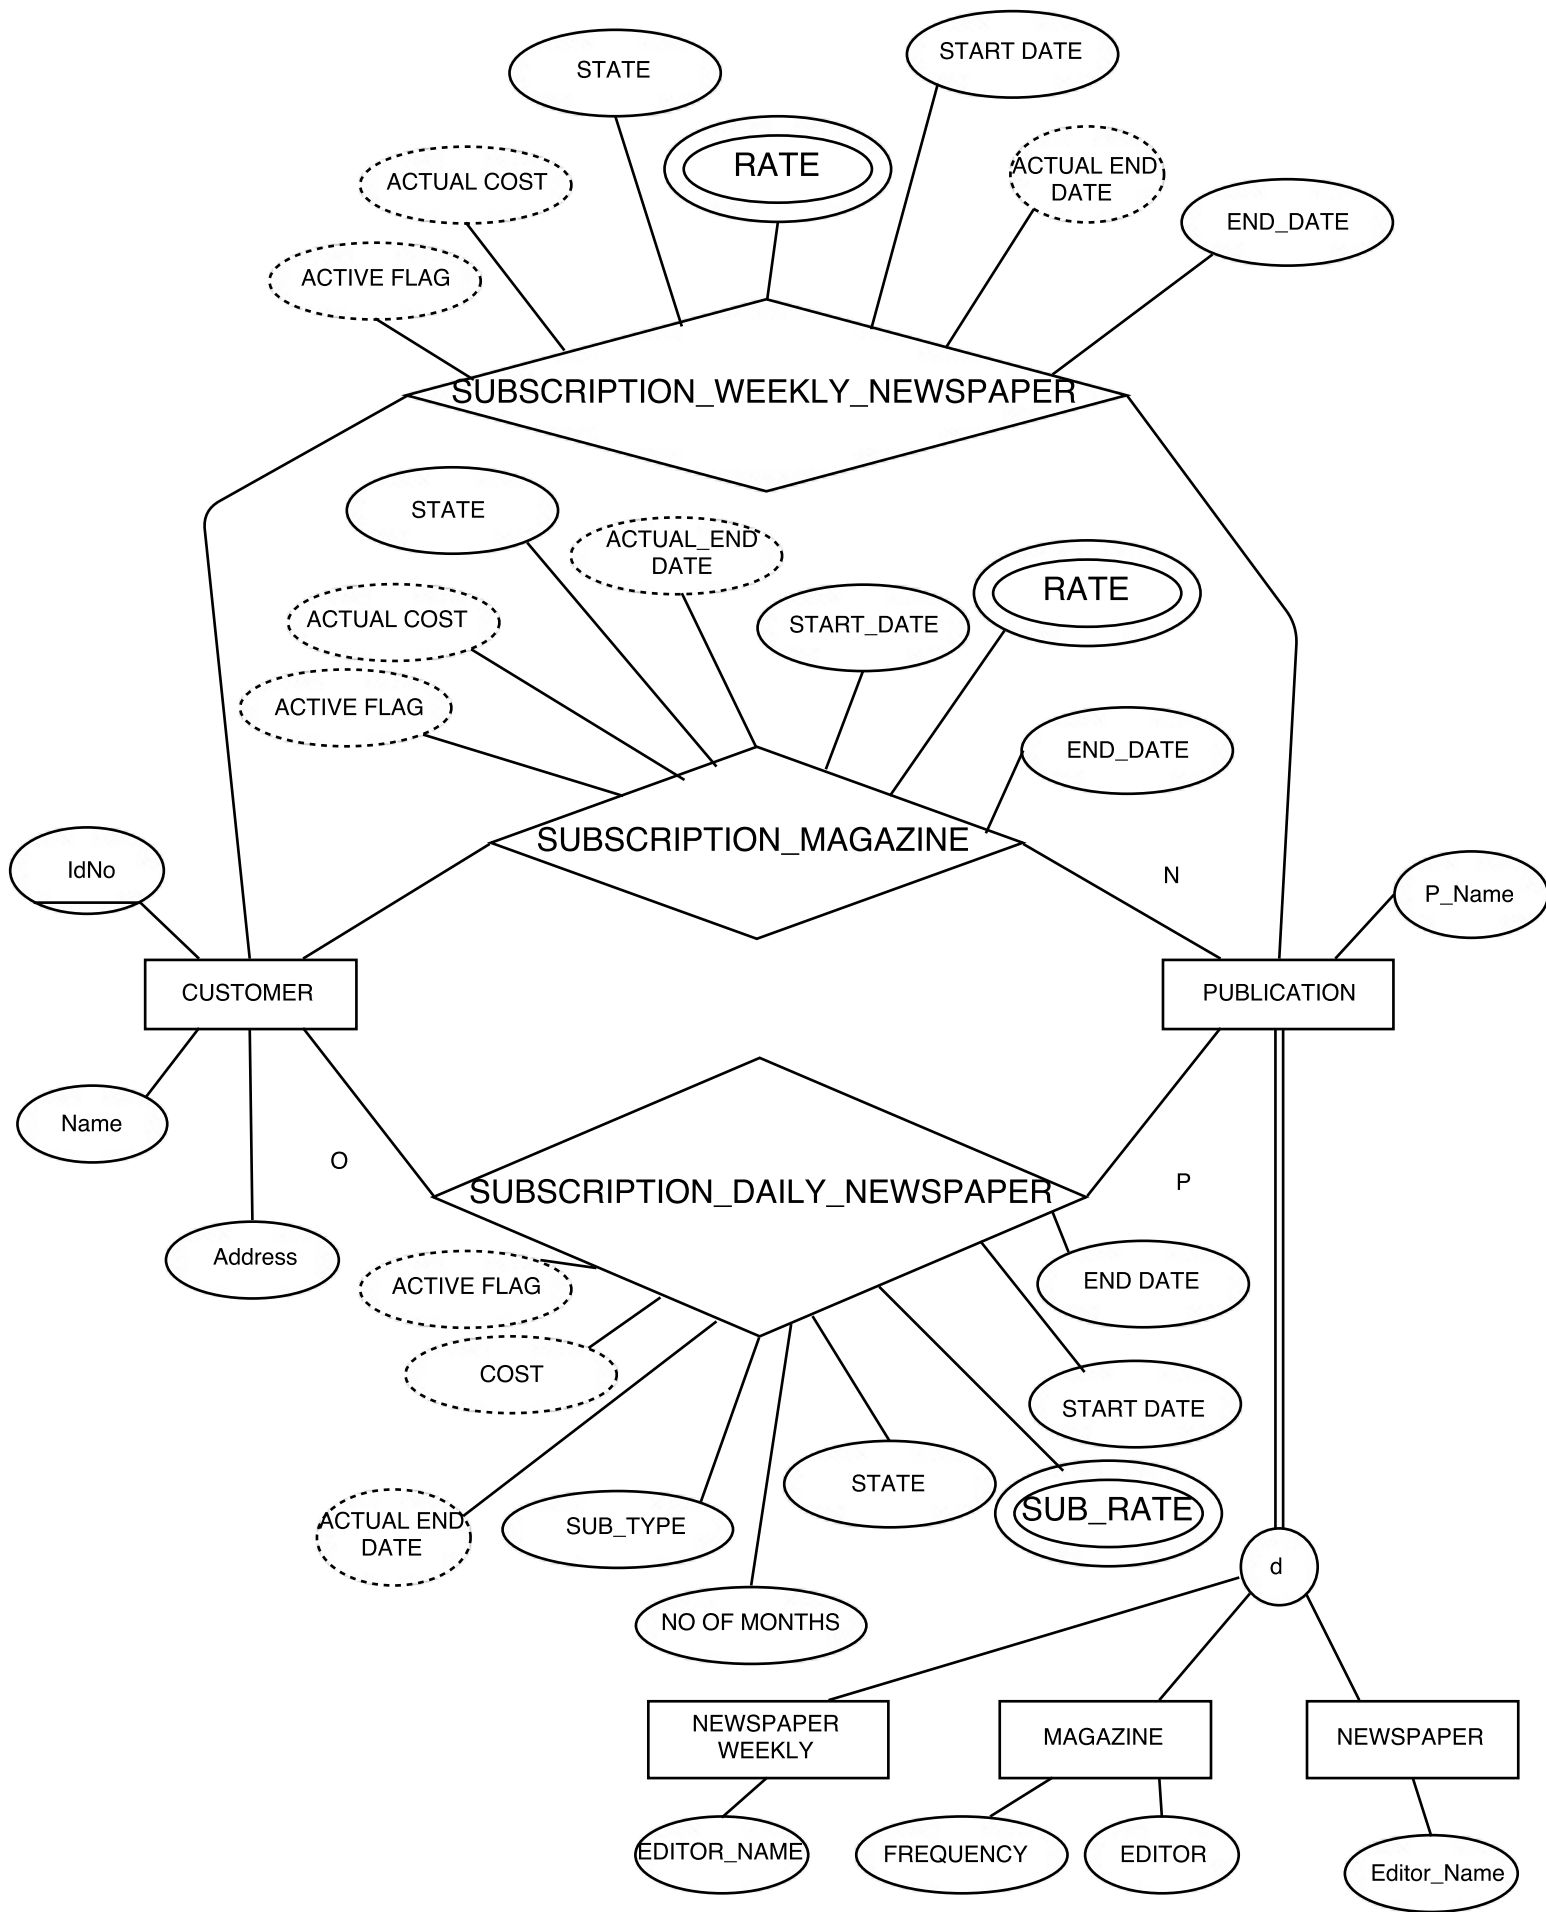 START DATE
STATE
RATE
ACTUAL END
DATE
ACTUAL COST
END_DATE
ACTIVE FLAG
SUBSCRIPTION_WEEKLY_NEWSPAPER
STATE
ACTUAL_END
DATE
RATE
ACTUAL COST
START_DATE
ACTIVE FLAG
END_DATE
SUBSCRIPTION_MAGAZINE
IdNo
N
P_Name
CUSTOMER
PUBLICATION
Name
O
P
SUBSCRIPTION_DAILY_NEWSPAPER
Address
ACTIVE FLAG
END DATE
COST
START DATE
STATE
SUB_RATE
ACTUAL END
DATE
SUB_TYPE
d
NO OF MONTHS
NEWSPAPER
WEEKLY
MAGAZINE
NEWSPAPER
EDITOR_NAME
FREQUENCY
EDITOR
Editor_Name